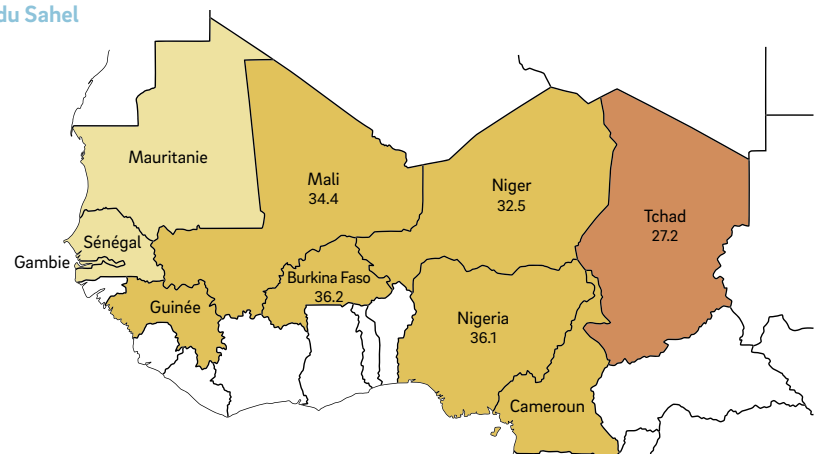 du Sahel
Mauritanie
Mali
34.4
Niger
32.5
Tchad
27.2
Sénégal
Gambie
Burkina Faso
36.2
Guinée
Nigeria
36.1
Cameroun